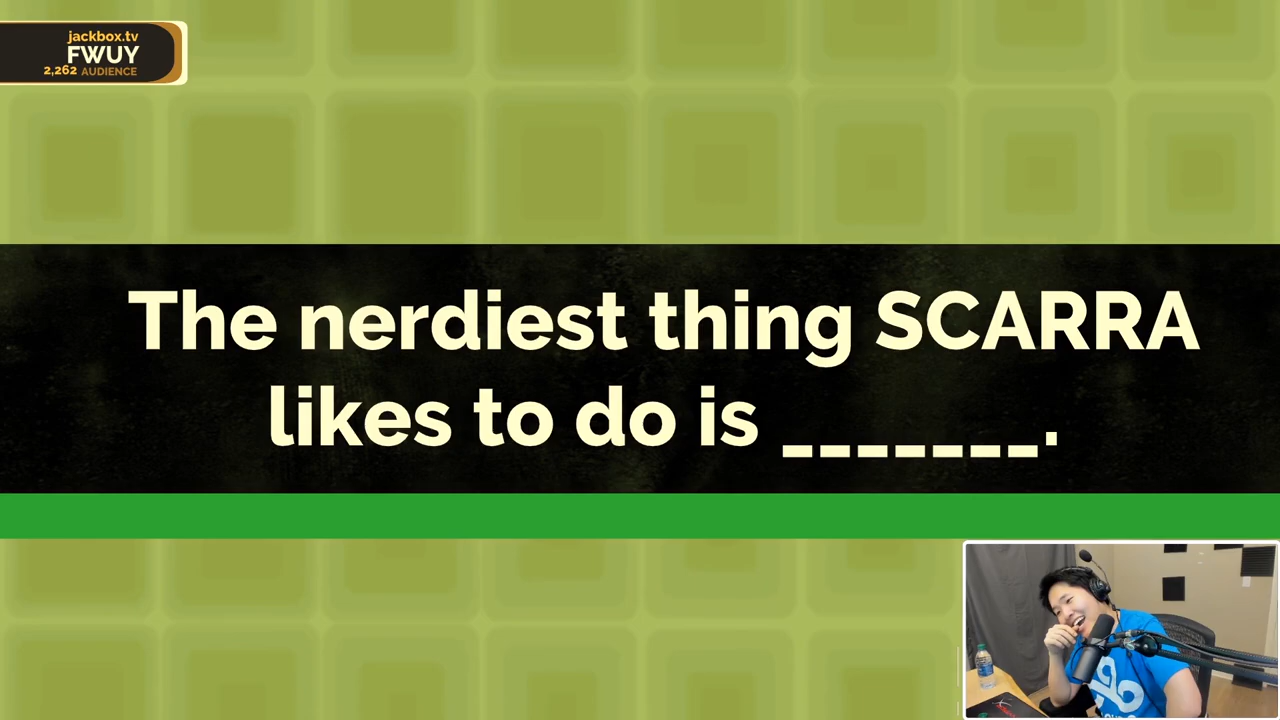 jackbox.tv
FWUY
2,262 AUDIENCE
The nerdiest thing SCARRA
likes to do is _______.